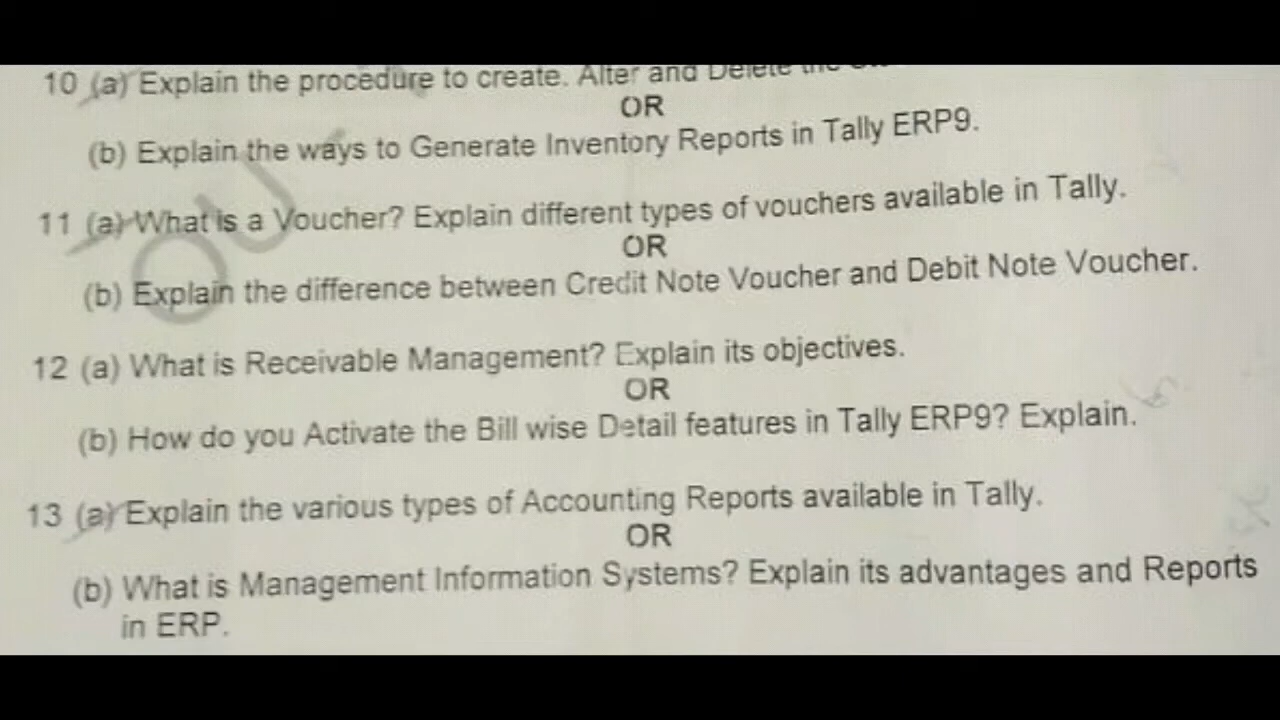 10 (a) Explain the procedure to create. Alter and Delete the
OR
(b) Explain the ways to Generate Inventory Reports in Tally ERP9.
11 (a) What is a Voucher? Explain different types of vouchers available in Tally.
OR
(b) Explain the difference between Credit Note Voucher and Debit Note Voucher.
12 (a) What is Receivable Management? Explain its objectives.
OR
(b) How do you Activate the Bill wise Detail features in Tally ERP9? Explain.
13 (a) Explain the various types of Accounting Reports available in Tally.
OR
(b) What is Management Information Systems? Explain its advantages and Reports
in ERP.
OU